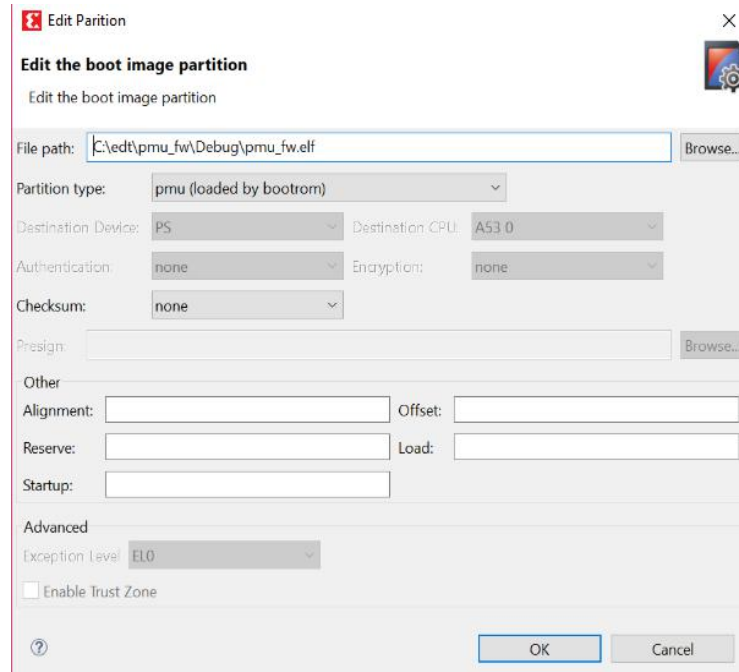 Edit Parition
Edit the boot image partition
Edit the boot image partition
File path: C:\edt\pmu_fw\Debug\pmu_fw.elf Browse...
Partition type: pmu (loaded by bootrom)
Destination Device: PS Destination CPU: A53 0
Authentication: none Encryption: none
Checksum: none
Presign: Browse...
Other
Alignment: Offset:
Reserve: Load:
Startup:
Advanced
Exception Level EL0
Enable Trust Zone
? OK Cancel